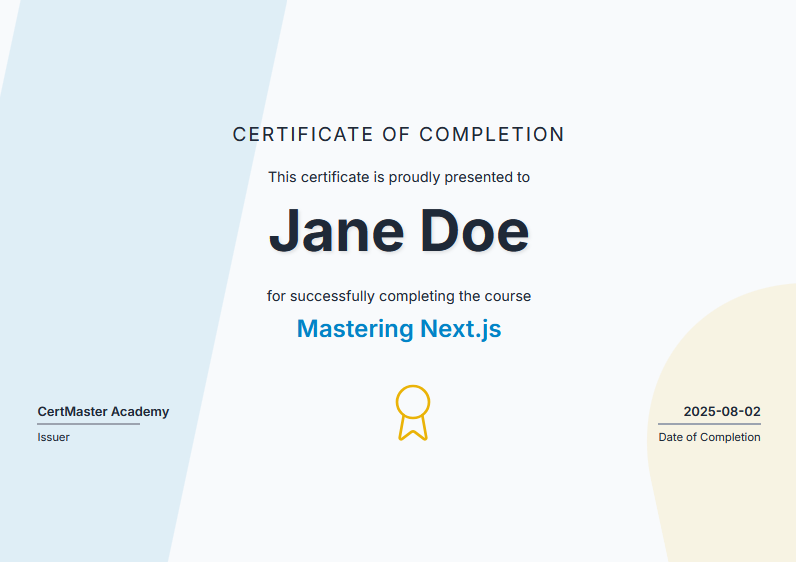 CERTIFICATE OF COMPLETION
This certificate is proudly presented to
Jane Doe
for successfully completing the course
Mastering Next.js
CertMaster Academy
Issuer
2025-08-02
Date of Completion